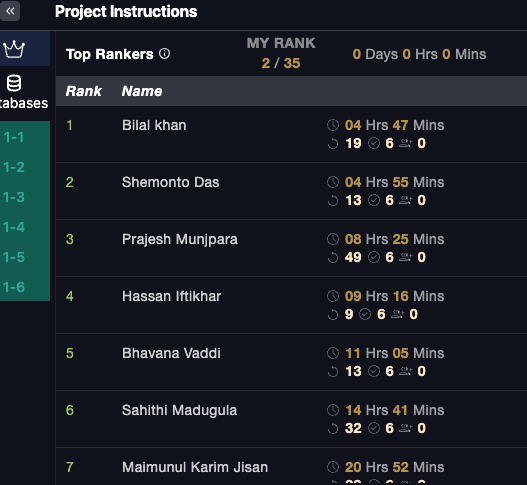 «
Project Instructions
Top Rankers
MY RANK
2 / 35
0 Days 0 Hrs 0 Mins
tabases
1-1
1-2
1-3
1-4
1-5
1-6
Rank Name
1 Bilal khan 04 Hrs 47 Mins
19 6 0
2 Shemonto Das 04 Hrs 55 Mins
13 6 0
3 Prajesh Munjpara 08 Hrs 25 Mins
49 6 0
4 Hassan Iftikhar 09 Hrs 16 Mins
9 6 0
5 Bhavana Vaddi 11 Hrs 05 Mins
13 6 0
6 Sahithi Madugula 14 Hrs 41 Mins
32 6 0
7 Maimunul Karim Jisan 20 Hrs 52 Mins